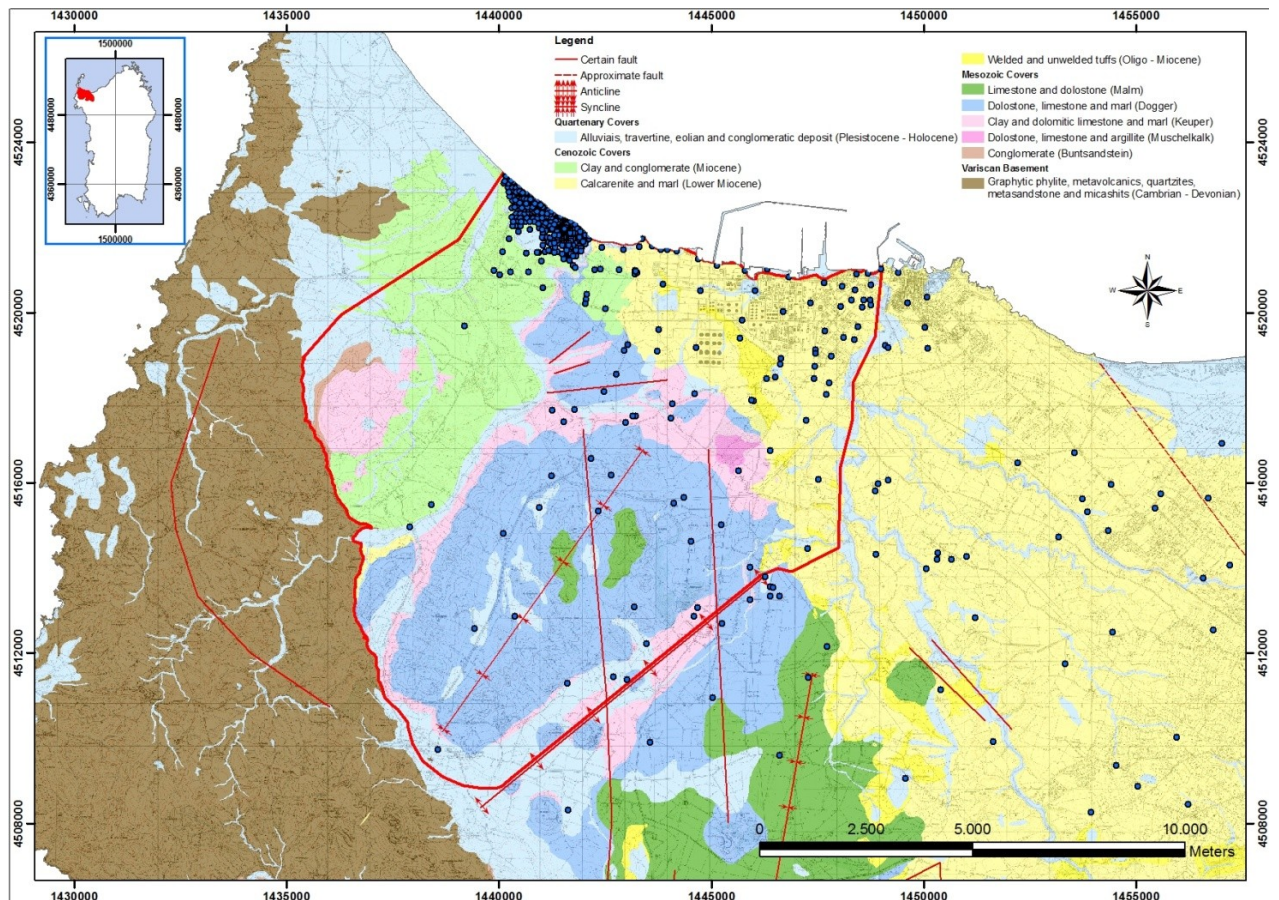 1430000
1435000
1440000
1445000
1450000
1455000
1500000
4480000
4480000
4360000
4360000
1500000
Legend
Certain fault
Approximate fault
Anticline
Syncline
Quartenary Covers
Alluviais, travertine, eolian and conglomeratic deposit (Plesistocene - Holocene)
Cenozoic Covers
Clay and conglomerate (Miocene)
Calcarenite and marl (Lower Miocene)
Welded and unwelded tuffs (Oligo - Miocene)
Mesozoic Covers
Limestone and dolostone (Malm)
Dolostone, limestone and marl (Dogger)
Clay and dolomitic limestone and marl (Keuper)
Dolostone, limestone and argillite (Muschelkalk)
Conglomerate (Buntsandstein)
Variscan Basement
Graphytic phylite, metavolcanics, quartzites,
metasandstone and micashits (Cambrian - Devonian)
4524000
4524000
N
W
E
S
4520000
4520000
4516000
4516000
4512000
4512000
4508000
4508000
0
2.500
5.000
10.000
Meters
1430000
1435000
1440000
1445000
1450000
1455000